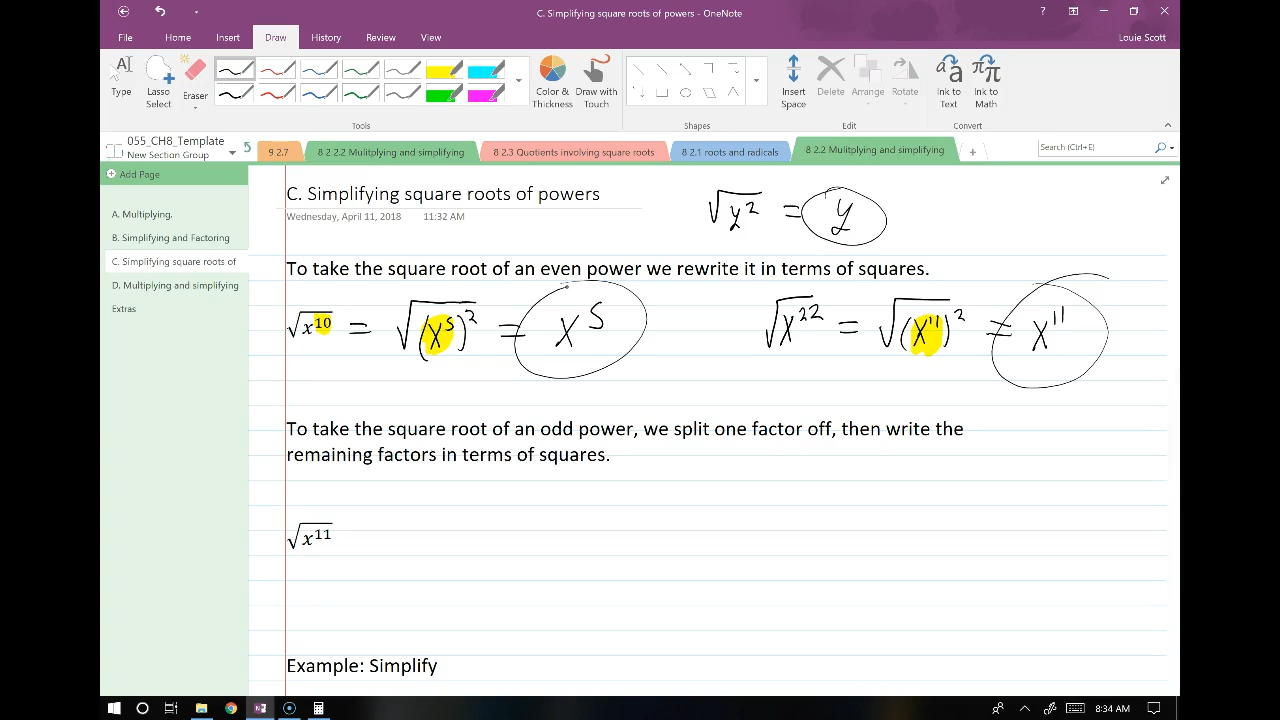 C. Simplifying square roots of powers - OneNote
?
File Home Insert Draw History Review View
Louie Scott
Type
Lasso Select
Eraser
Color & Thickness
Draw with Touch
Insert Space
Delete
Arrange
Rotate
Ink to Text
Ink to Math
Tools
Shapes
Edit
Convert
055_CH8_Template
New Section Group
9.2.7
8 2.2.2 Mulitplying and simplifying
8 2.3 Quotients involving square roots
8 2.1 roots and radicals
8 2.2 Mulitplying and simplifying
+
Search (Ctrl+E)
Add Page
A. Multiplying.
B. Simplifying and Factoring
C. Simplifying square roots of
D. Multiplying and simplifying
Extras
C. Simplifying square roots of powers
Wednesday, April 11, 2018 11:32 AM
√y² = y
To take the square root of an even power we rewrite it in terms of squares.
√x¹⁰ = √(x⁵)² = x⁵
√x²² = √(x¹¹)² = x¹¹
To take the square root of an odd power, we split one factor off, then write the
remaining factors in terms of squares.
√x¹¹
Example: Simplify
8:34 AM